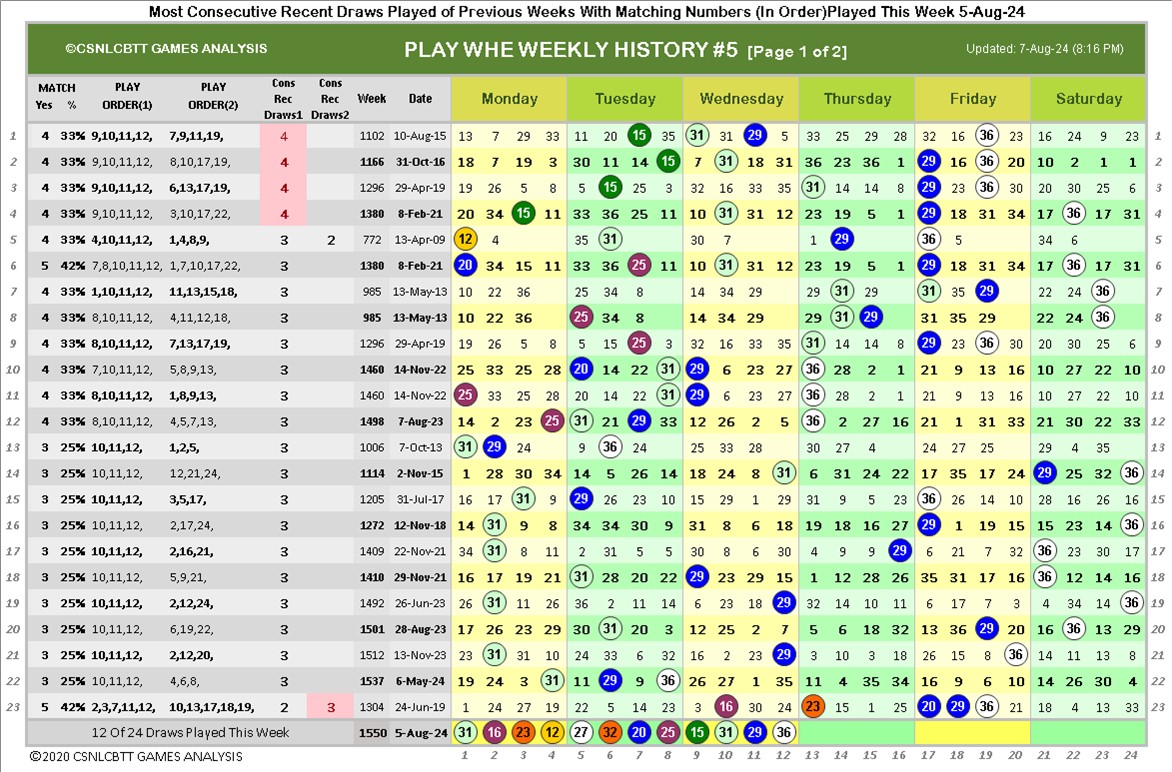 Most Consecutive Recent Draws Played of Previous Weeks With Matching Numbers (In Order)Played This Week 5-Aug-24
©CSNLCBTT GAMES ANALYSIS PLAY WHE WEEKLY HISTORY #5 [Page 1 of 2] Updated: 7-Aug-24 (8:16 PM)
MATCH Yes % PLAY ORDER(1) PLAY ORDER(2) Cons Rec Draws1 Cons Rec Draws2 Week Date Monday Tuesday Wednesday Thursday Friday Saturday
1 4 33% 9,10,11,12, 7,9,11,19, 4 1102 10-Aug-15 13 7 29 33 11 20 15 35 31 31 29 5 33 25 29 28 32 16 36 23 16 24 9 23 1
2 4 33% 9,10,11,12, 8,10,17,19, 4 1166 31-Oct-16 18 7 19 3 30 11 14 15 7 31 18 31 36 23 36 1 29 16 36 20 10 2 1 1 2
3 4 33% 9,10,11,12, 6,13,17,19, 4 1296 29-Apr-19 19 26 5 8 5 15 25 3 32 16 33 35 31 14 14 8 29 23 36 30 20 30 25 6 3
4 4 33% 9,10,11,12, 3,10,17,22, 4 1380 8-Feb-21 20 34 15 11 33 36 25 11 10 31 31 12 23 19 5 1 29 18 31 34 17 36 17 31 4
5 4 33% 4,10,11,12, 1,4,8,9, 3 2 772 13-Apr-09 12 4 35 31 30 7 1 29 36 5 34 6 5
6 5 42% 7,8,10,11,12, 1,7,10,17,22, 3 1380 8-Feb-21 20 34 15 11 33 36 25 11 10 31 31 12 23 19 5 1 29 18 31 34 17 36 17 31 6
7 4 33% 1,10,11,12, 11,13,15,18, 3 985 13-May-13 10 22 36 25 34 8 14 34 29 29 31 29 31 35 29 22 24 36 7
8 4 33% 8,10,11,12, 4,11,12,18, 3 985 13-May-13 10 22 36 25 34 8 14 34 29 29 31 29 31 35 29 22 24 36 8
9 4 33% 8,10,11,12, 7,13,17,19, 3 1296 29-Apr-19 19 26 5 8 5 15 25 3 32 16 33 35 31 14 14 8 29 23 36 30 20 30 25 6 9
10 4 33% 7,10,11,12, 5,8,9,13, 3 1460 14-Nov-22 25 33 25 28 20 14 22 31 29 6 23 27 36 28 2 1 21 9 13 16 10 27 22 10 10
11 4 33% 8,10,11,12, 1,8,9,13, 3 1460 14-Nov-22 25 33 25 28 20 14 22 31 29 6 23 27 36 28 2 1 21 9 13 16 10 27 22 10 11
12 4 33% 8,10,11,12, 4,5,7,13, 3 1498 7-Aug-23 14 2 23 25 31 21 29 33 12 26 2 5 36 2 27 16 21 1 31 33 21 30 22 33 12
13 3 25% 10,11,12, 1,2,5, 3 1006 7-Oct-13 31 29 24 9 36 24 25 33 28 30 27 4 24 27 25 29 4 35 13
14 3 25% 10,11,12, 12,21,24, 3 1114 2-Nov-15 1 28 30 34 14 5 26 14 18 24 8 31 6 31 24 22 17 35 17 24 29 25 32 36 14
15 3 25% 10,11,12, 3,5,17, 3 1205 31-Jul-17 16 17 31 9 29 26 23 10 15 29 1 29 31 9 5 23 36 26 14 10 28 16 26 16 15
16 3 25% 10,11,12, 2,17,24, 3 1272 12-Nov-18 14 31 9 8 34 34 30 9 31 8 6 18 19 18 16 27 29 1 19 15 15 23 14 36 16
17 3 25% 10,11,12, 2,16,21, 3 1409 22-Nov-21 34 31 8 11 2 31 5 5 30 8 6 30 4 9 9 29 6 21 7 32 36 23 30 30 17
18 3 25% 10,11,12, 5,9,21, 3 1410 29-Nov-21 16 17 19 21 31 28 20 22 29 23 29 15 1 12 28 26 35 31 17 16 36 12 14 16 18
19 3 25% 10,11,12, 2,12,24, 3 1492 26-Jun-23 26 31 11 26 36 2 11 14 6 23 18 29 32 14 10 11 6 17 7 3 4 34 14 36 19
20 3 25% 10,11,12, 6,19,22, 3 1501 28-Aug-23 17 26 23 29 30 31 20 3 12 25 2 7 5 6 18 32 13 36 29 20 16 36 13 29 20
21 3 25% 10,11,12, 2,12,20, 3 1512 13-Nov-23 23 31 31 10 24 33 6 32 16 2 23 29 3 10 3 18 26 15 8 36 14 11 13 8 21
22 3 25% 10,11,12, 4,6,8, 3 1537 6-May-24 19 24 3 31 11 29 9 36 26 27 1 35 11 4 35 34 16 9 6 10 14 26 30 4 22
23 5 42% 2,3,7,11,12, 10,13,17,18,19, 2 3 1304 24-Jun-19 1 24 27 19 22 5 14 23 3 16 30 24 23 15 1 25 20 29 36 21 18 4 13 33 23
12 Of 24 Draws Played This Week 1550 5-Aug-24 31 16 23 12 27 32 20 25 15 31 29 36
©2020 CSNLCBTT GAMES ANALYSIS 1 2 3 4 5 6 7 8 9 10 11 12 13 14 15 16 17 18 19 20 21 22 23 24